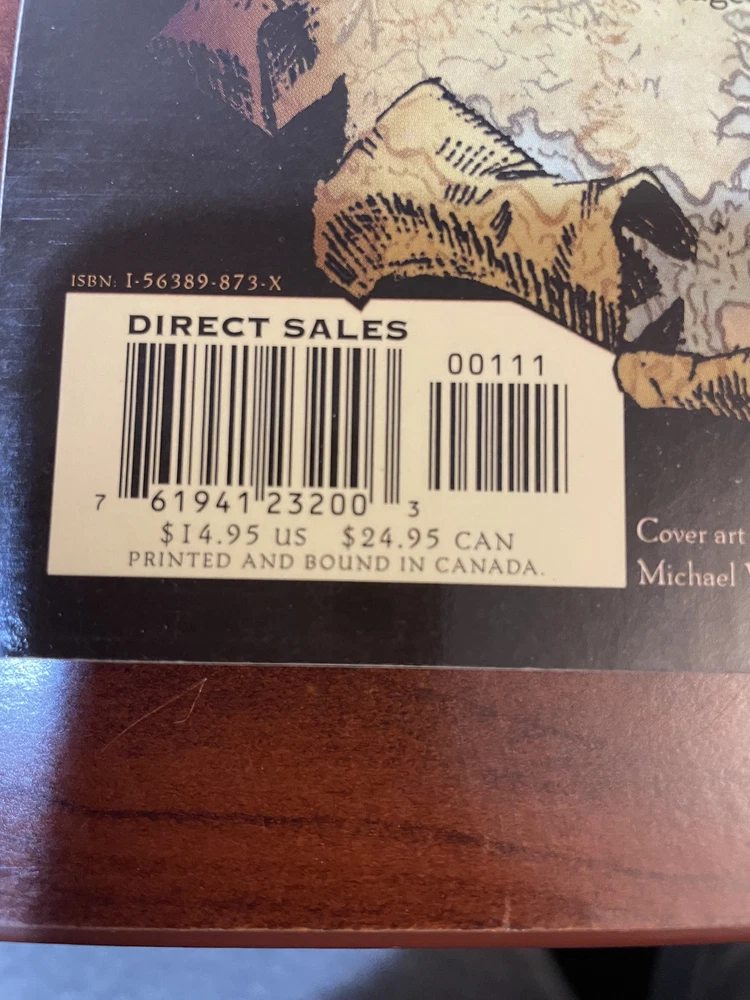 ISBN: 1-56389-873-X
DIRECT SALES
00111
7 61941 23200 3
$14.95 US $24.95 CAN
PRINTED AND BOUND IN CANADA.
Cover art
Michael